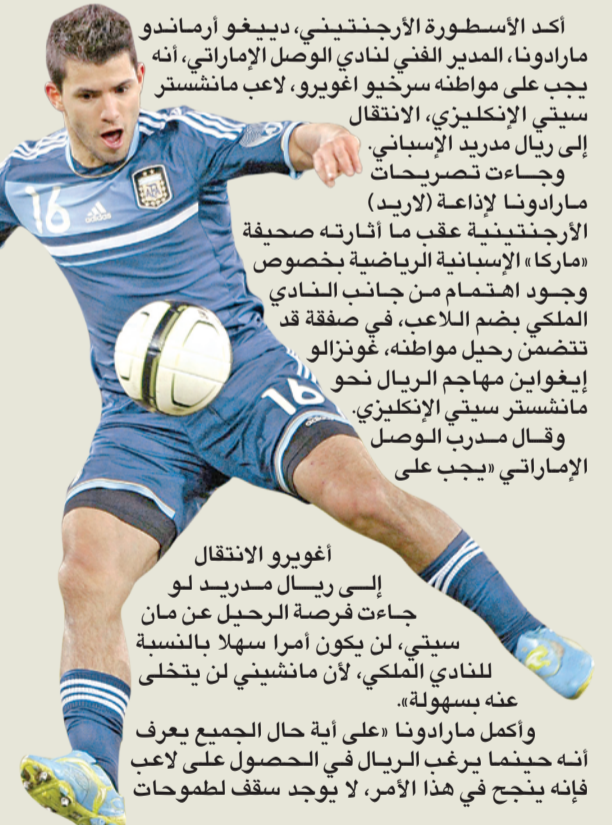 أكد الأسطورة الأرجنتيني، دييغو أرماندو
مارادونا، المدير الفني لنادي الوصل الإماراتي، أنه
يجب على مواطنه سرخيو اغويرو، لاعب مانشستر
سيتي الإنكليزي، الانتقال
إلى ريال مدريد الإسباني.
وجاءت تصريحات
مارادونا لإذاعة (لاريد)
الأرجنتينية عقب ما أثارته صحيفة
«ماركا» الإسبانية الرياضية بخصوص
وجود اهتمام من جانب النادي
الملكي بضم اللاعب، في صفقة قد
تتضمن رحيل مواطنه، غونزالو
إيغواين مهاجم الريال نحو
مانشستر سيتي الإنكليزي.
وقال مدرب الوصل
الإماراتي «يجب على
أغويرو الانتقال
إلى ريال مدريد لو
جاءت فرصة الرحيل عن مان
سيتي، لن يكون أمرا سهلا بالنسبة
للنادي الملكي، لأن مانشيني لن يتخلى
عنه بسهولة».
وأكمل مارادونا «على أية حال الجميع يعرف
أنه حينما يرغب الريال في الحصول على لاعب
فإنه ينجح في هذا الأمر، لا يوجد سقف لطموحات
16
adidas
AFA
16